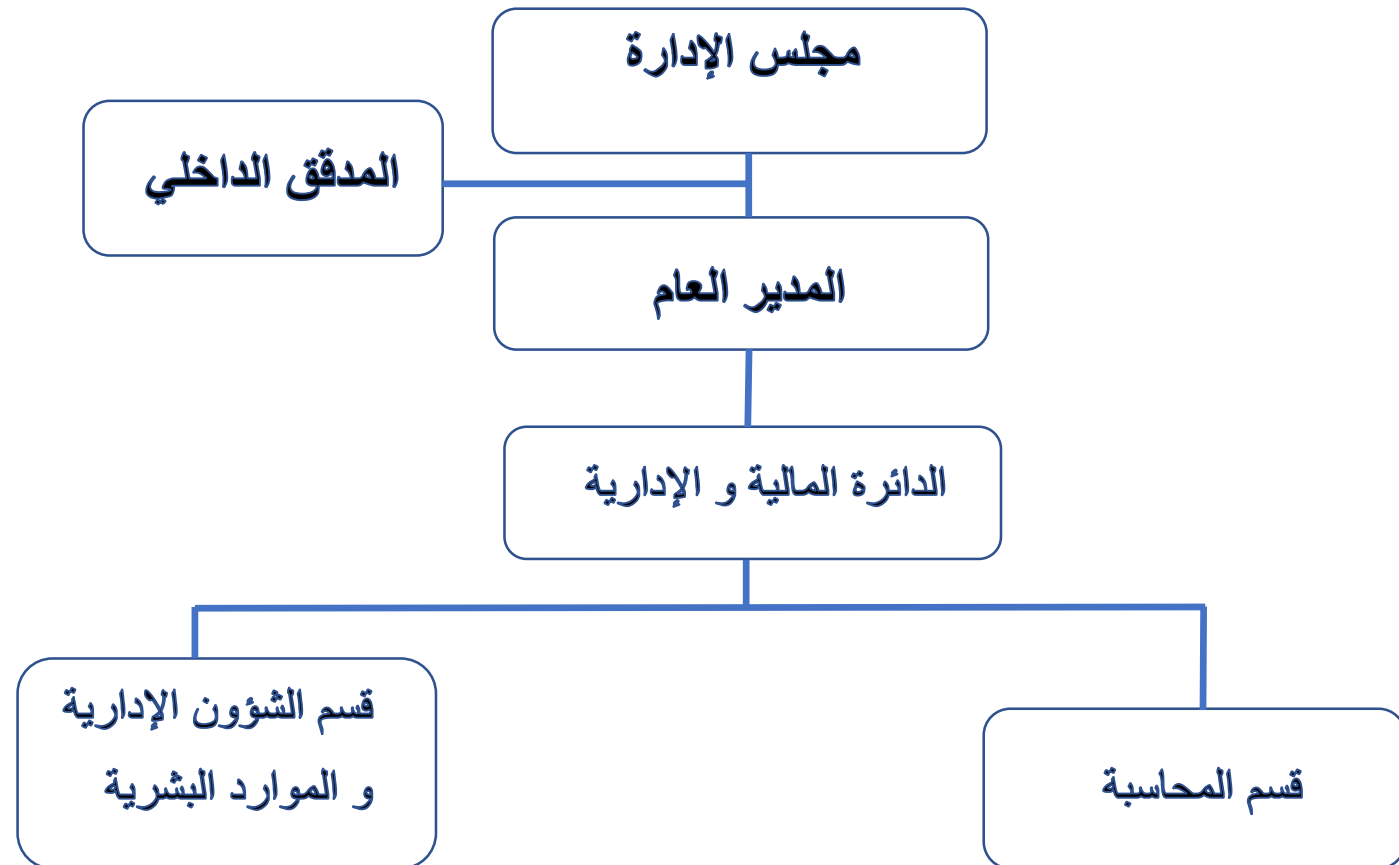 مجلس الإدارة
المدقق الداخلي
المدير العام
الدائرة المالية و الإدارية
قسم الشؤون الإدارية
و الموارد البشرية
قسم المحاسبة